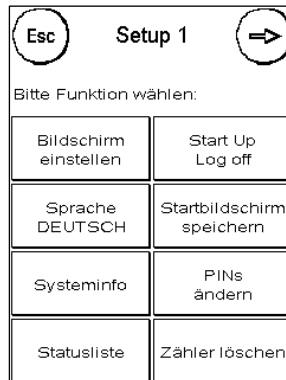 Esc
Setup 1
Bitte Funktion wählen:
Bildschirm
einstellen
Start Up
Log off
Sprache
DEUTSCH
Startbildschirm
speichern
Systeminfo
PINs
ändern
Statusliste
Zähler löschen